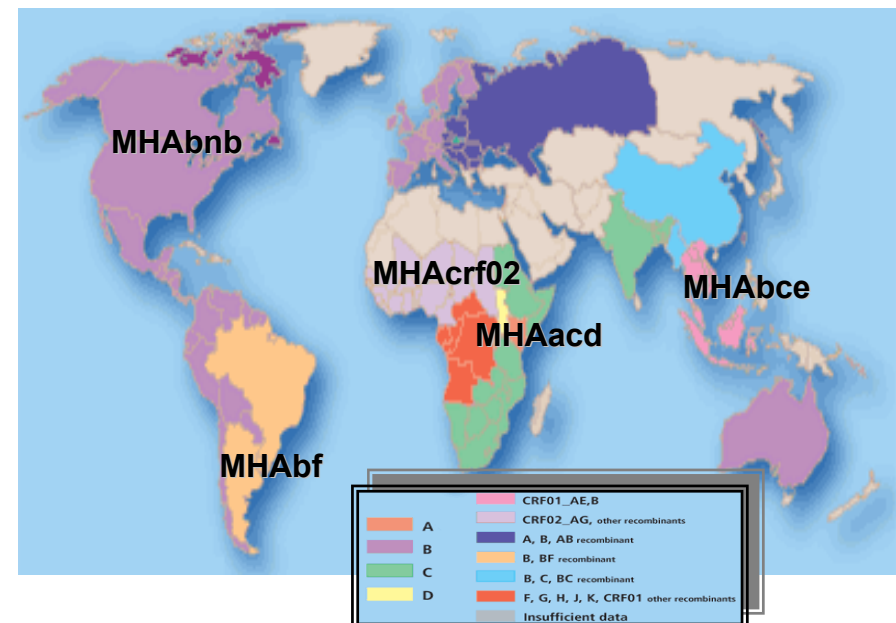 MHAbnb
MHAcrf02
MHAbce
MHAacd
MHAbf
A
B
C
D
CRF01_AE,B
CRF02_AG, other recombinants
A, B, AB recombinant
B, BF recombinant
B, C, BC recombinant
F, G, H, J, K, CRF01 other recombinants
Insufficient data